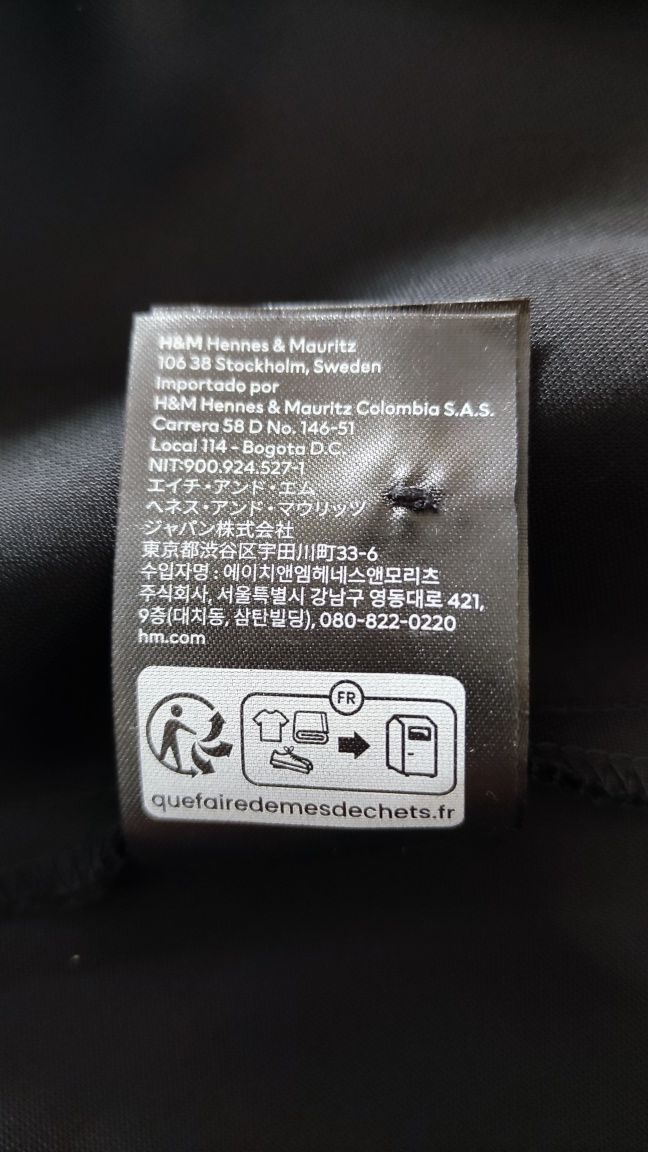 H&M Hennes & Mauritz
106 38 Stockholm, Sweden
Importado por
H&M Hennes & Mauritz Colombia S.A.S.
Carrera 58 D No. 146-51
Local 114 - Bogota D.C.
NIT:900.924.527-1
エイチ・アンド・エム
ヘネス・アンド・マウリッツ
ジャパン株式会社
東京都渋谷区宇田川町33-6
수입자명 : 에이치앤엠헤네스앤모리츠
주식회사, 서울특별시 강남구 영동대로 421,
9층(대치동, 삼탄빌딩), 080-822-0220
hm.com
FR
quefairedemesdechets.fr